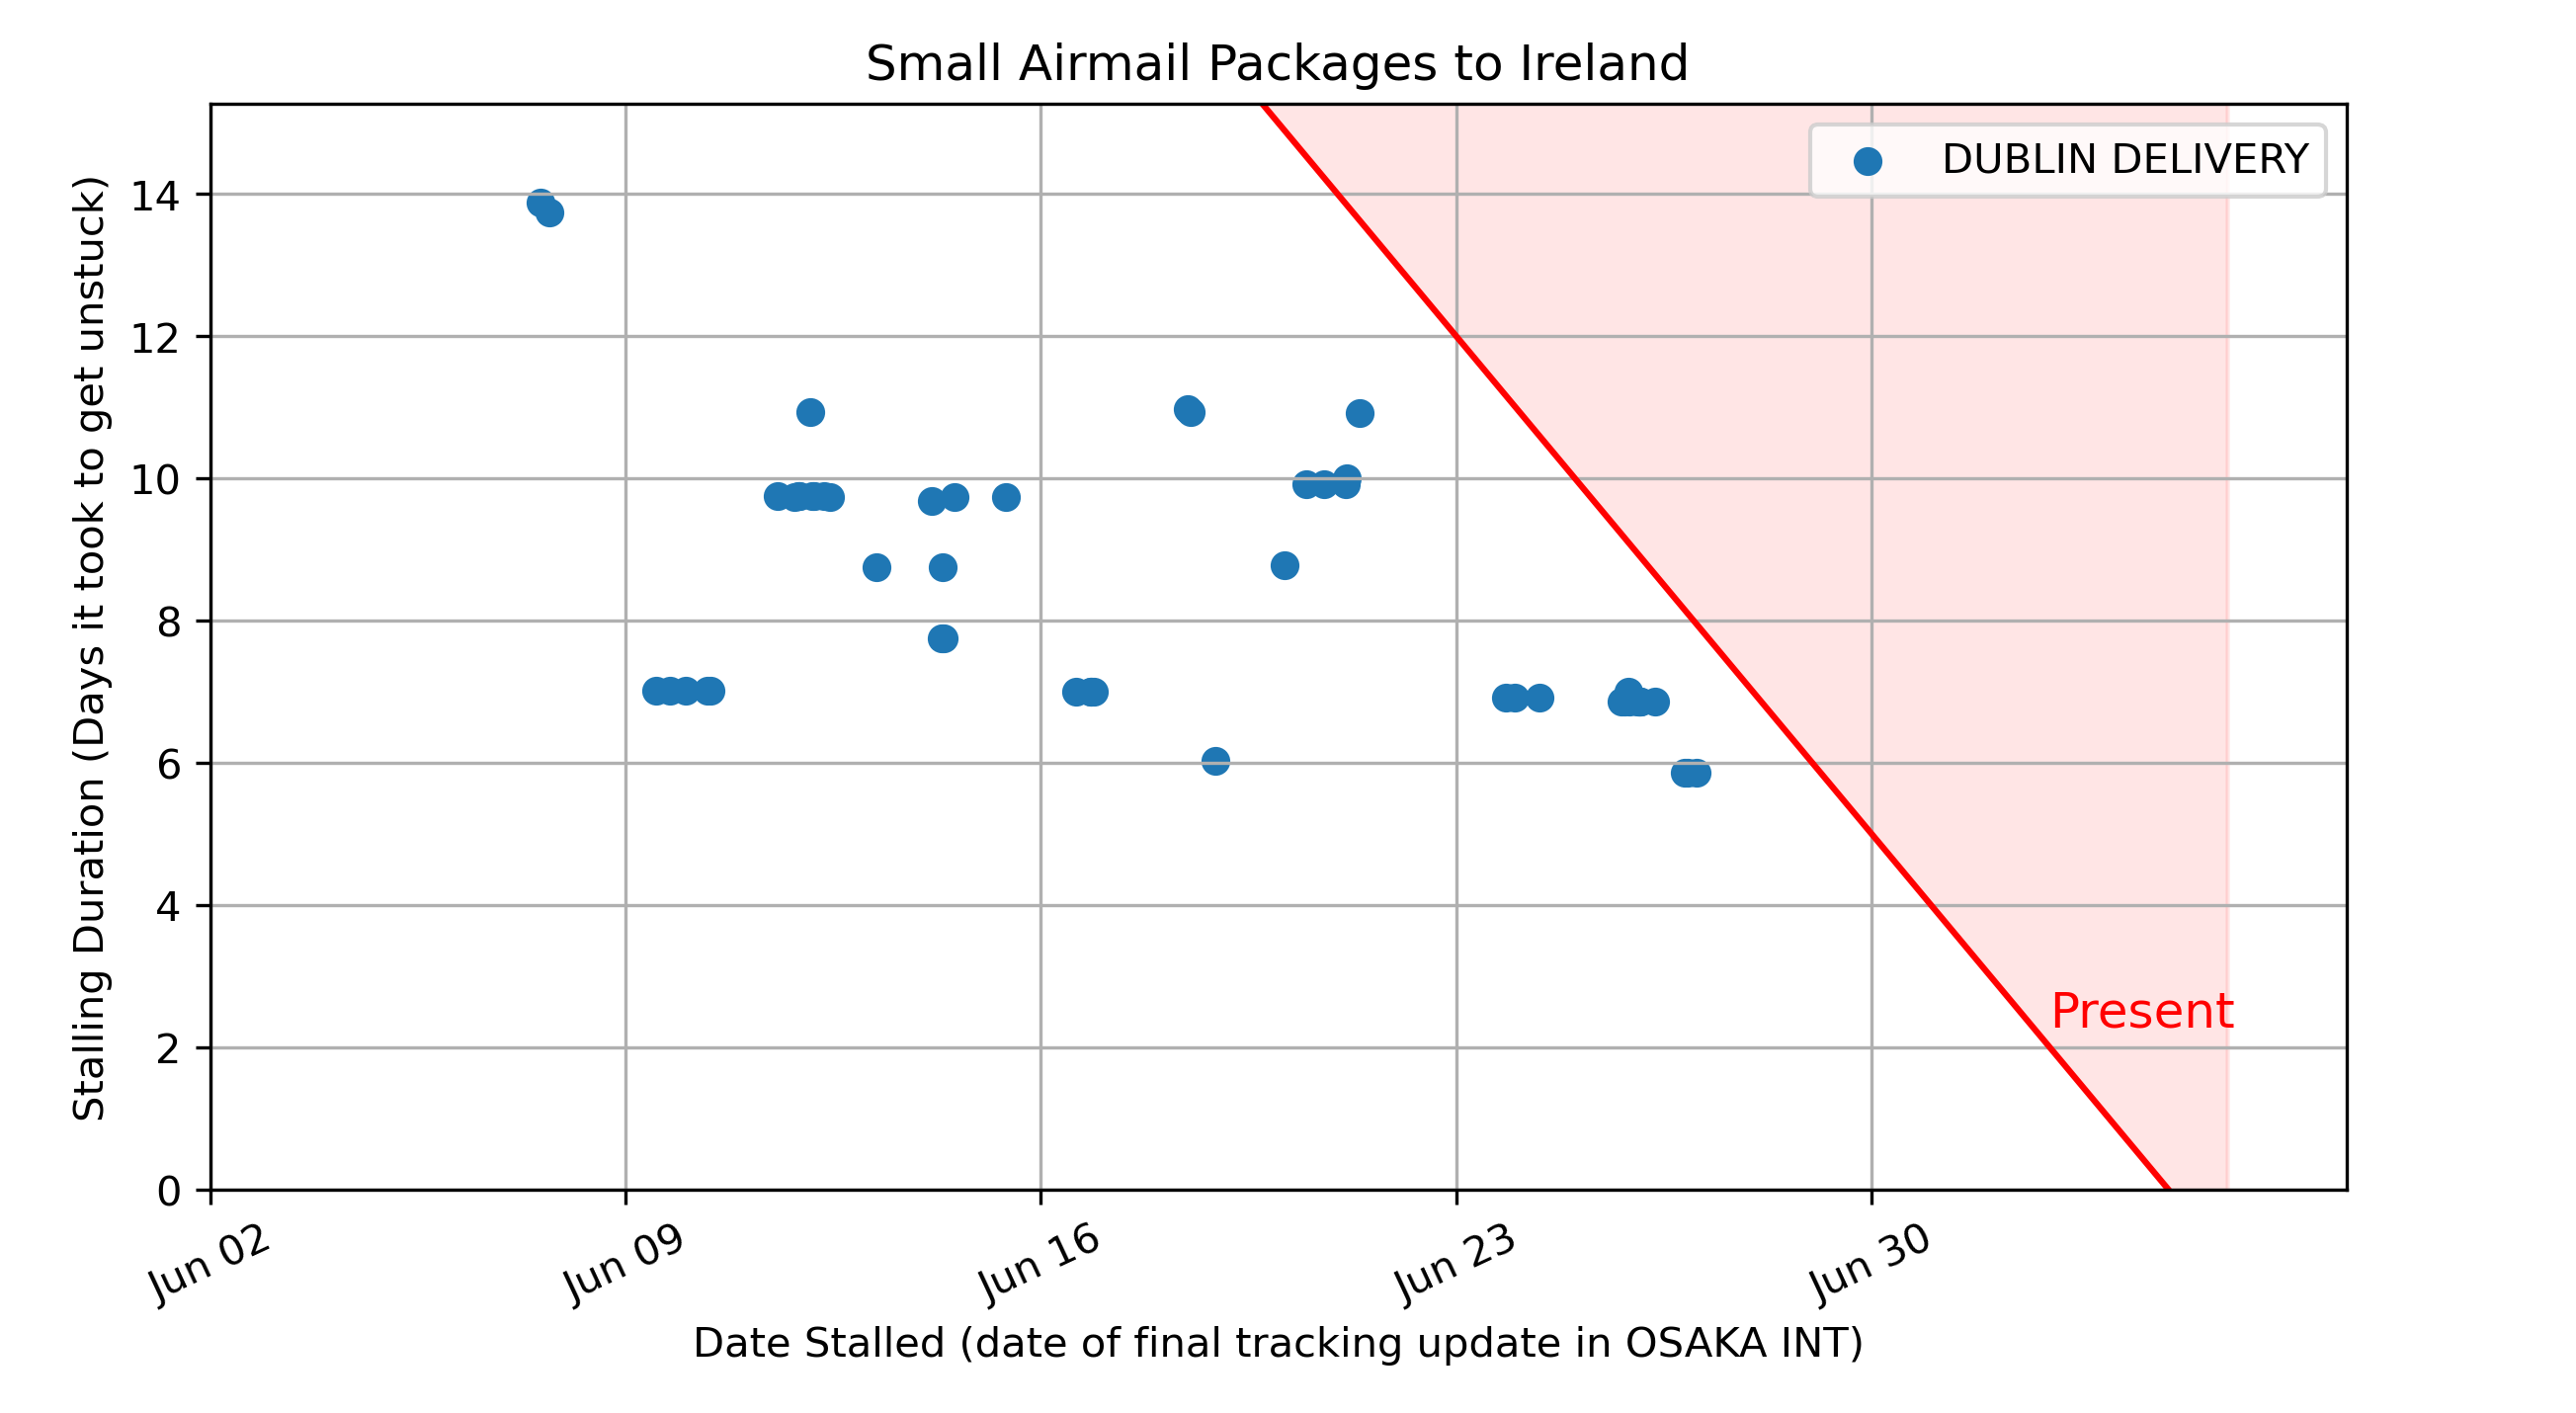 Small Airmail Packages to Ireland
DUBLIN DELIVERY
Stalling Duration (Days it took to get unstuck)
14
12
10
8
6
4
2
0
Present
Jun 02
Jun 09
Jun 16
Jun 23
Jun 30
Date Stalled (date of final tracking update in OSAKA INT)